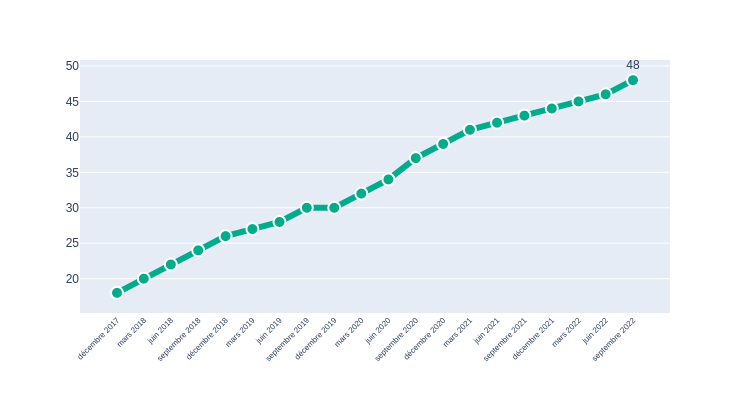 50
48
45
40
35
30
25
20
décembre 2017
mars 2018
juin 2018
septembre 2018
décembre 2018
mars 2019
juin 2019
septembre 2019
décembre 2019
mars 2020
juin 2020
septembre 2020
décembre 2020
mars 2021
juin 2021
septembre 2021
décembre 2021
mars 2022
juin 2022
septembre 2022